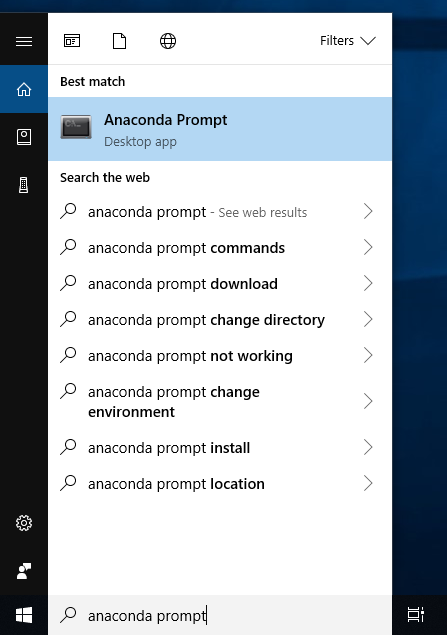 Filters
Best match
Anaconda Prompt
Desktop app
Search the web
anaconda prompt - See web results
anaconda prompt commands
anaconda prompt download
anaconda prompt change directory
anaconda prompt not working
anaconda prompt change
environment
anaconda prompt install
anaconda prompt location
anaconda prompt